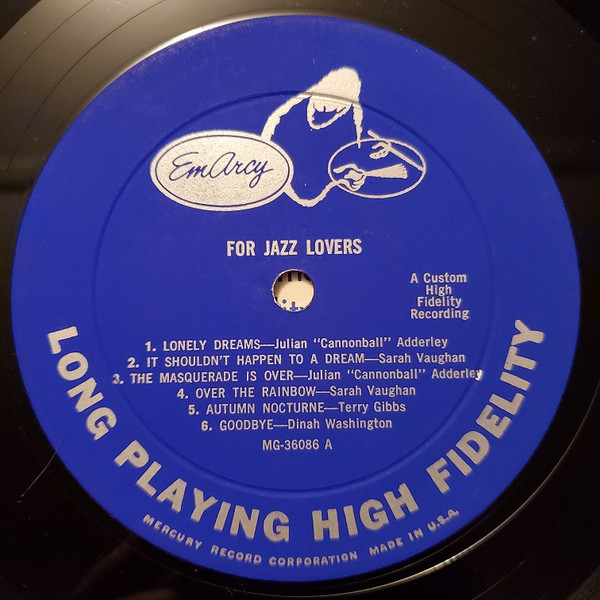 EmArcy
FOR JAZZ LOVERS
A Custom
High
Fidelity
Recording
1. LONELY DREAMS—Julian "Cannonball" Adderley
2. IT SHOULDN'T HAPPEN TO A DREAM—Sarah Vaughan
3. THE MASQUERADE IS OVER—Julian "Cannonball" Adderley
4. OVER THE RAINBOW—Sarah Vaughan
5. AUTUMN NOCTURNE—Terry Gibbs
6. GOODBYE—Dinah Washington
MG-36086 A
LONG PLAYING HIGH FIDELITY
MERCURY RECORD CORPORATION MADE IN U.S.A.